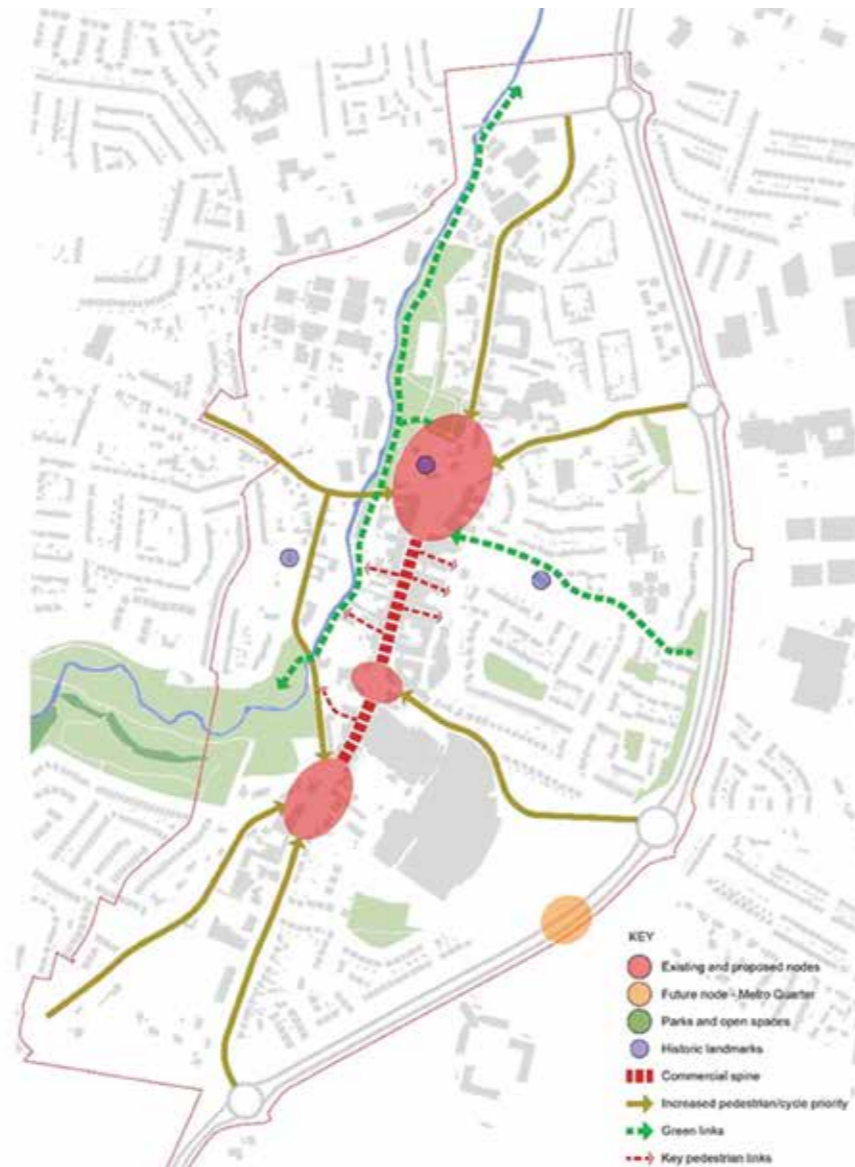 KEY
Existing and proposed nodes
Future node - Metro Quarter
Parks and open spaces
Historic landmarks
Commercial spine
Increased pedestrian/cycle priority
Green links
Key pedestrian links